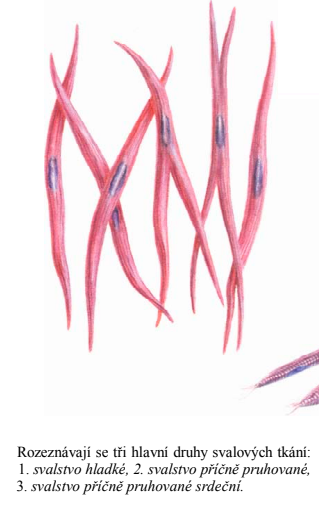 Rozeznávají se tři hlavní druhy svalových tkání:
1. svalstvo hladké, 2. svalstvo příčně pruhované,
3. svalstvo příčně pruhované srdeční.